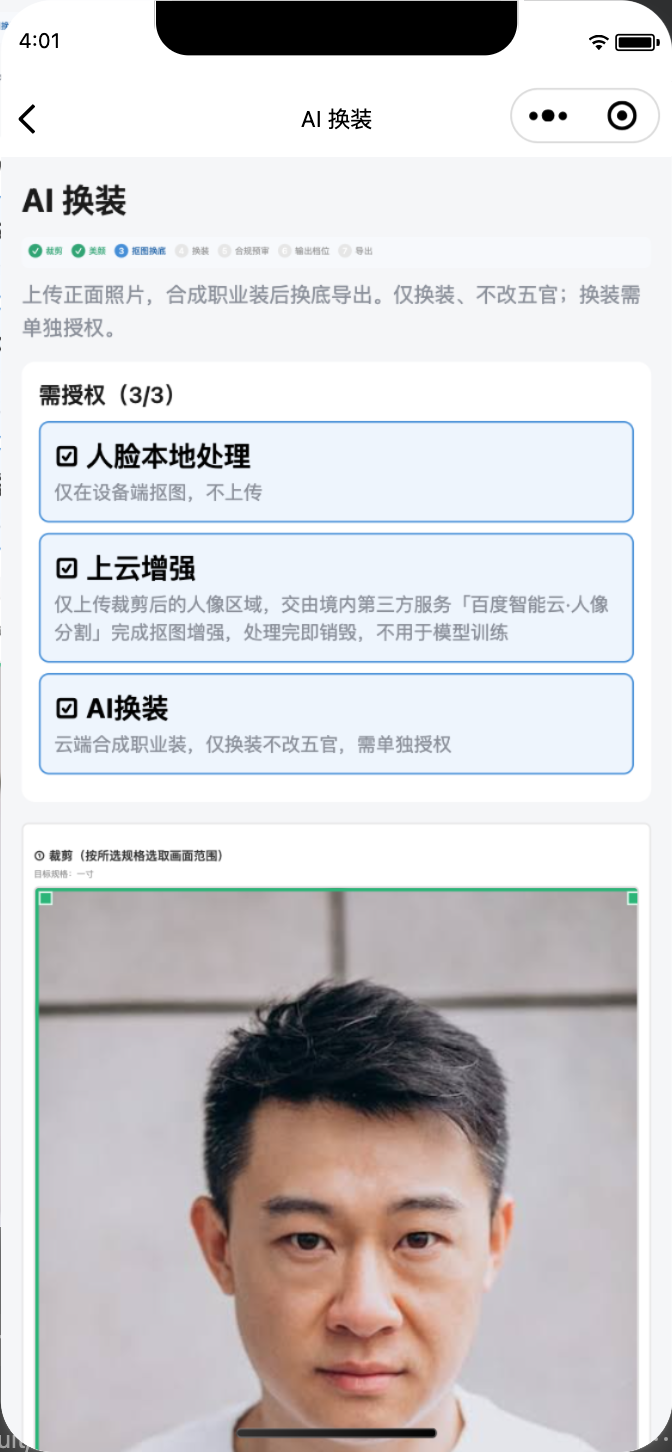 4:01
AI 换装
AI 换装
裁剪 美颜 3 抠图换底 4 换装 5 合规预审 6 输出档位 7 导出
上传正面照片，合成职业装后换底导出。仅换装、不改五官；换装需
单独授权。
需授权（3/3）
人脸本地处理
仅在设备端抠图，不上传
上云增强
仅上传裁剪后的人像区域，交由境内第三方服务「百度智能云·人像
分割」完成抠图增强，处理完即销毁，不用于模型训练
AI换装
云端合成职业装，仅换装不改五官，需单独授权
① 裁剪（按所选规格选取画面范围）
目标规格：一寸